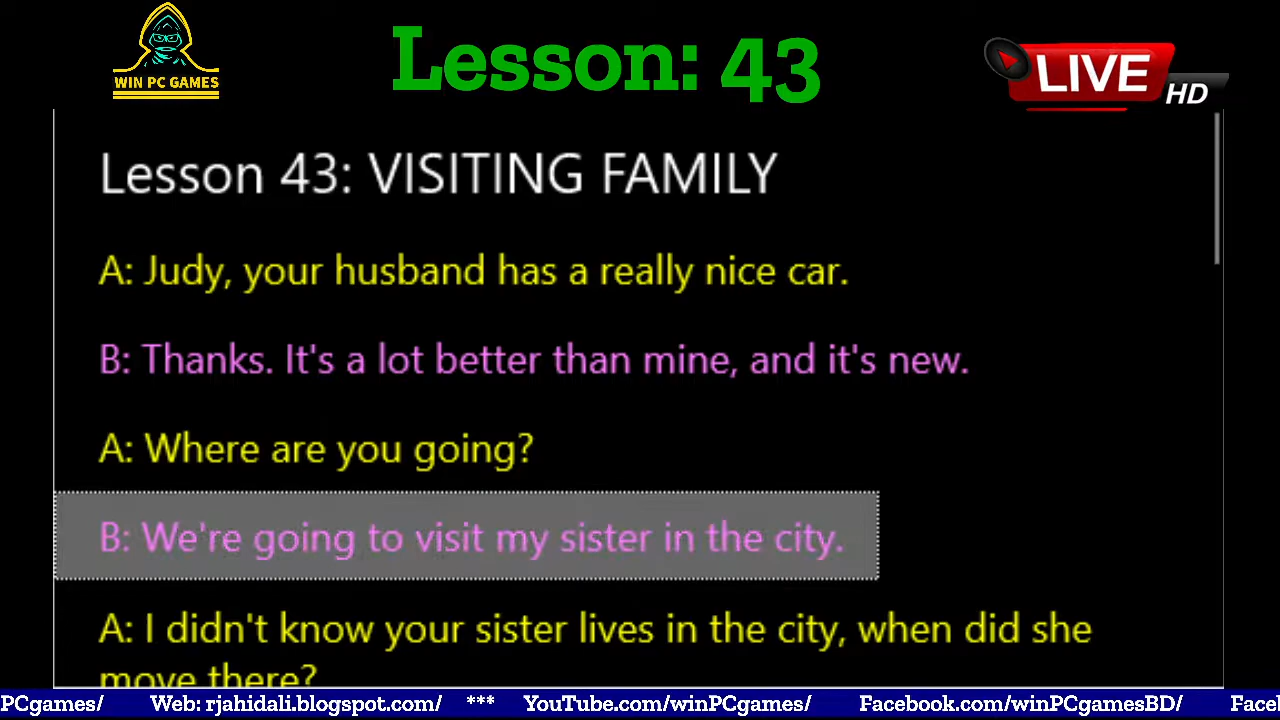 WIN PC GAMES
Lesson: 43
LIVE
HD
Lesson 43: VISITING FAMILY
A: Judy, your husband has a really nice car.
B: Thanks. It's a lot better than mine, and it's new.
A: Where are you going?
B: We're going to visit my sister in the city.
A: I didn't know your sister lives in the city, when did she
move there?
PCgames/ Web: rjahidali.blogspot.com/ *** YouTube.com/winPCgames/ Facebook.com/winPCgamesBD/ Facel